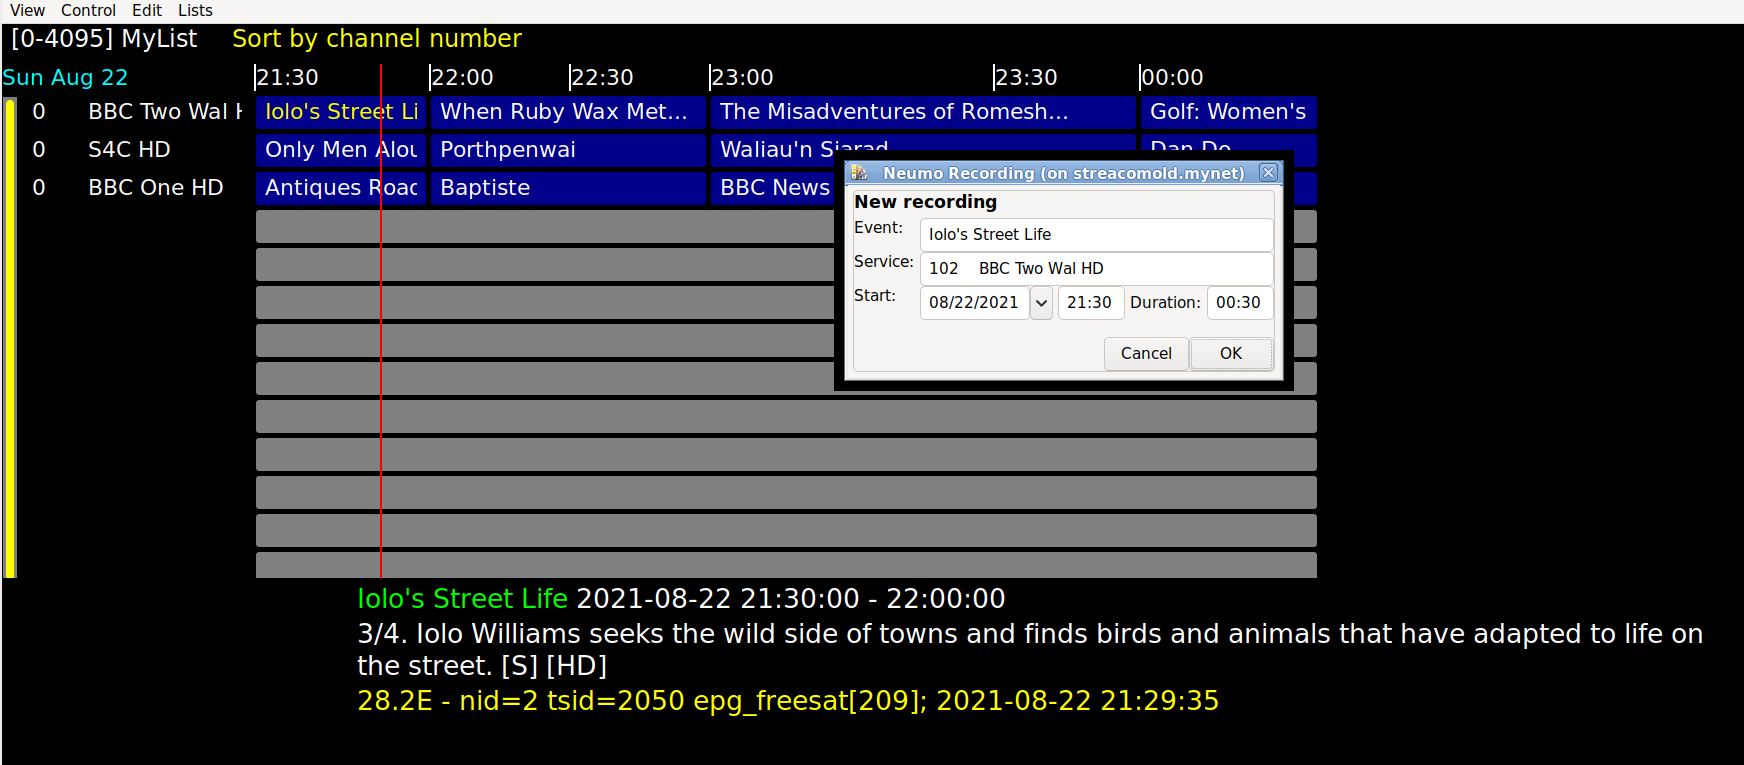 View Control Edit Lists
[0-4095] MyList Sort by channel number
Sun Aug 22 21:30 22:00 22:30 23:00 23:30 00:00
0 BBC Two Wal H Iolo's Street Li When Ruby Wax Met... The Misadventures of Romesh... Golf: Women's
0 S4C HD Only Men Alou Porthpenwai Waliau'n Siarad Dan Do
0 BBC One HD Antiques Road Baptiste BBC News
Neumo Recording (on streacomold.mynet)
New recording
Event: Iolo's Street Life
Service: 102 BBC Two Wal HD
Start: 08/22/2021 21:30 Duration: 00:30
Cancel OK
Iolo's Street Life 2021-08-22 21:30:00 - 22:00:00
3/4. Iolo Williams seeks the wild side of towns and finds birds and animals that have adapted to life on
the street. [S] [HD]
28.2E - nid=2 tsid=2050 epg_freesat[209]; 2021-08-22 21:29:35